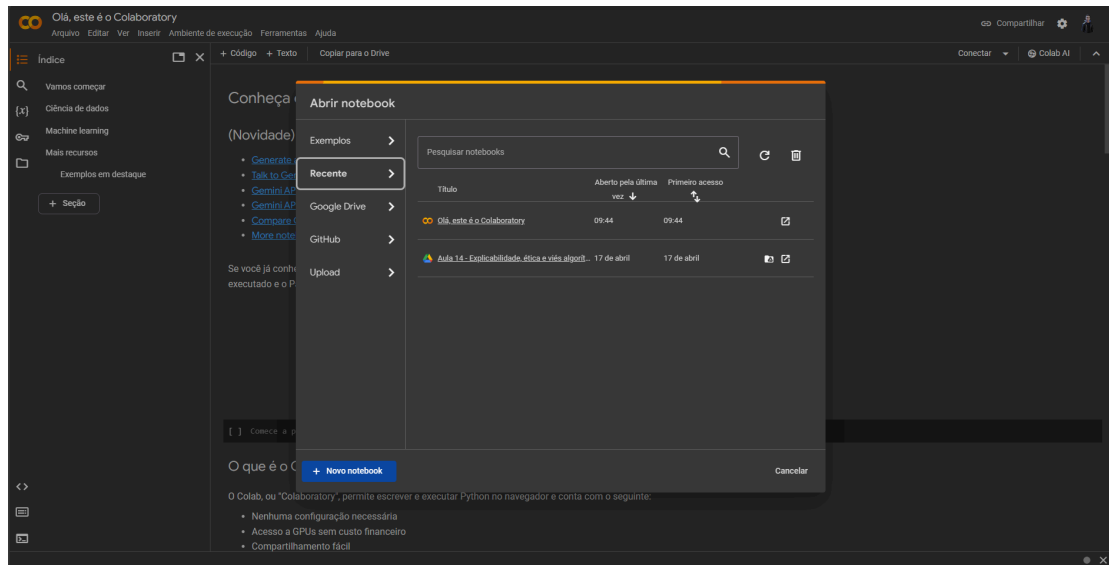 Olá, este é o Colaboratory
Arquivo Editar Ver Inserir Ambiente de execução Ferramentas Ajuda
Compartilhar
Índice
+ Código + Texto Copiar para o Drive
Conectar
Colab AI
Vamos começar
Ciência de dados
Machine learning
Mais recursos
Exemplos em destaque
+ Seção
Conheça
(Novidade)
Generate
Talk to Ge
Gemini AP
Gemini AP
Compare
More note
Se você já conhe
executado e o P
[ ] Comece a p
O que é o C
O Colab, ou "Colaboratory", permite escrever e executar Python no navegador e conta com o seguinte:
Nenhuma configuração necessária
Acesso a GPUs sem custo financeiro
Compartilhamento fácil
Abrir notebook
Exemplos
Recente
Google Drive
GitHub
Upload
Pesquisar notebooks
Título
Aberto pela última vez
Primeiro acesso
Olá, este é o Colaboratory 09:44 09:44
Aula 14 - Explicabilidade, ética e viés algorít... 17 de abril 17 de abril
+ Novo notebook
Cancelar